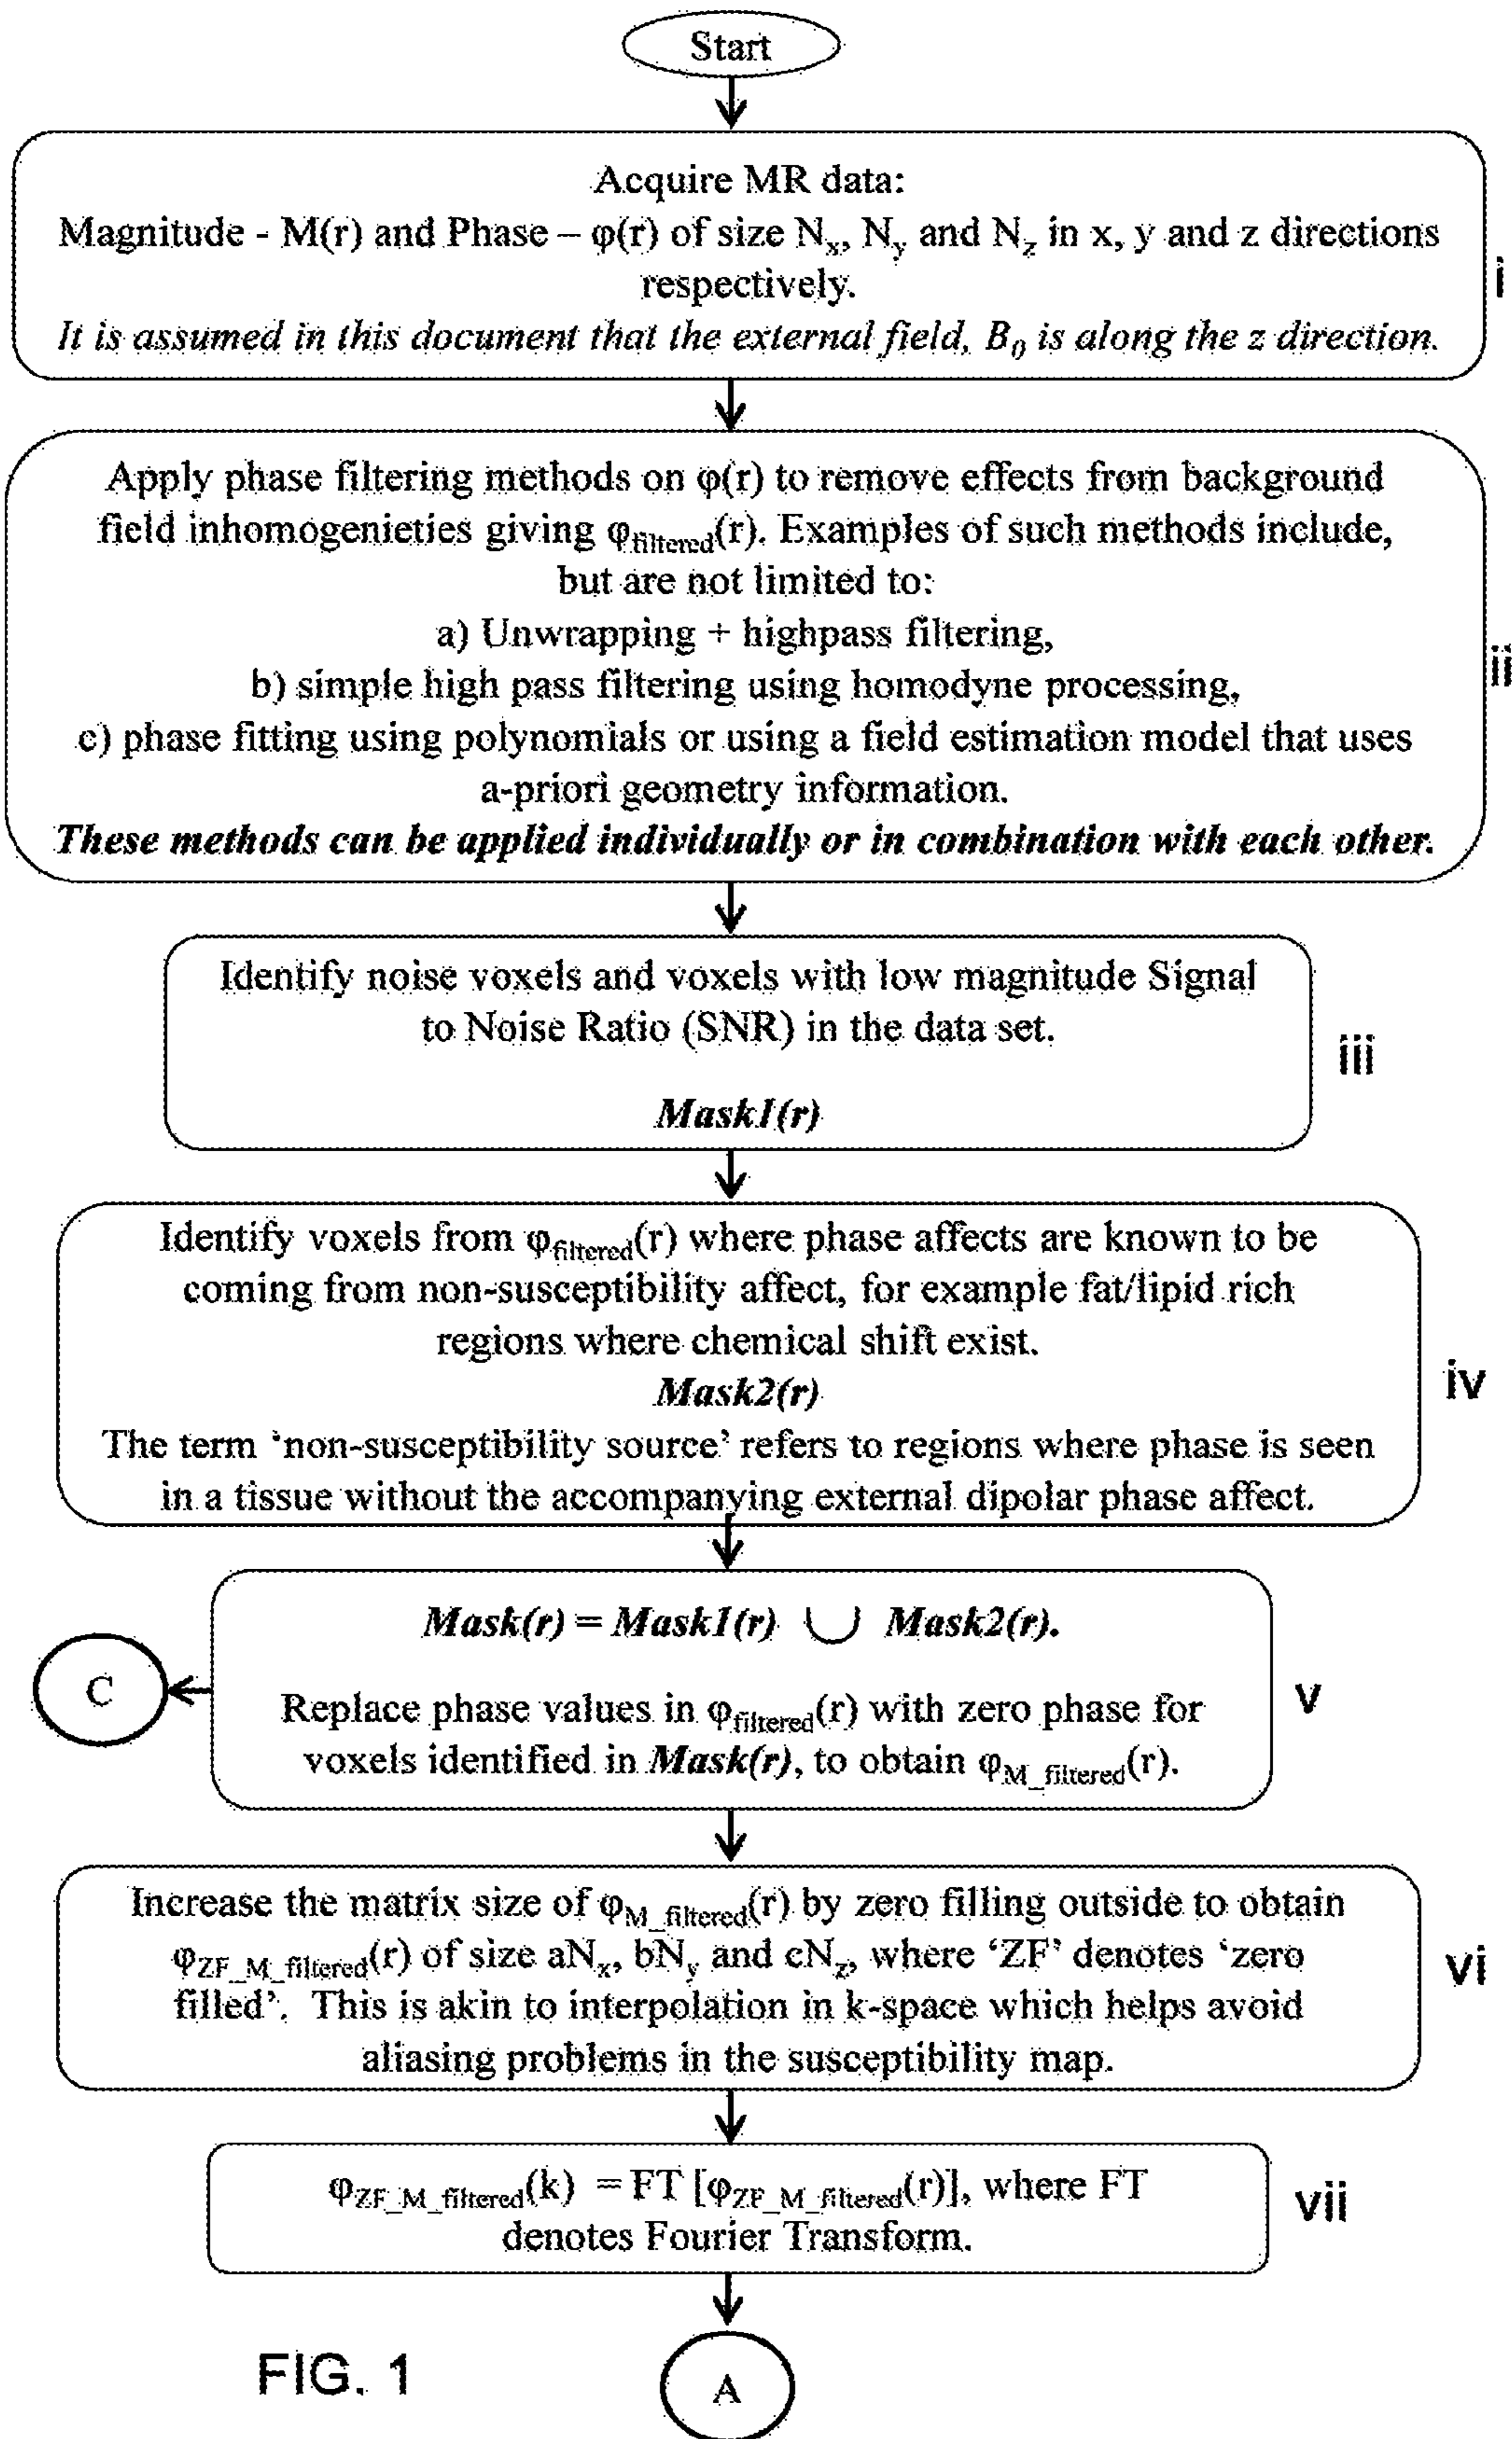 Start
Acquire MR data:
Magnitude - M(r) and Phase – φ(r) of size Nx, Ny and Nz in x, y and z directions
respectively.
It is assumed in this document that the external field, B0 is along the z direction.
i
Apply phase filtering methods on φ(r) to remove effects from background
field inhomogenieties giving φfiltered(r). Examples of such methods include,
but are not limited to:
a) Unwrapping + highpass filtering,
b) simple high pass filtering using homodyne processing,
c) phase fitting using polynomials or using a field estimation model that uses
a-priori geometry information.
These methods can be applied individually or in combination with each other.
ii
Identify noise voxels and voxels with low magnitude Signal
to Noise Ratio (SNR) in the data set.
Mask1(r)
iii
Identify voxels from φfiltered(r) where phase affects are known to be
coming from non-susceptibility affect, for example fat/lipid rich
regions where chemical shift exist.
Mask2(r)
The term ‘non-susceptibility source’ refers to regions where phase is seen
in a tissue without the accompanying external dipolar phase affect.
iv
Mask(r) = Mask1(r) ∪ Mask2(r).
Replace phase values in φfiltered(r) with zero phase for
voxels identified in Mask(r), to obtain φM_filtered(r).
v
C
Increase the matrix size of φM_filtered(r) by zero filling outside to obtain
φZF_M_filtered(r) of size aNx, bNy and cNz, where ‘ZF’ denotes ‘zero
filled’. This is akin to interpolation in k-space which helps avoid
aliasing problems in the susceptibility map.
vi
φZF_M_filtered(k) = FT [φZF_M_filtered(r)], where FT
denotes Fourier Transform.
vii
A
FIG. 1